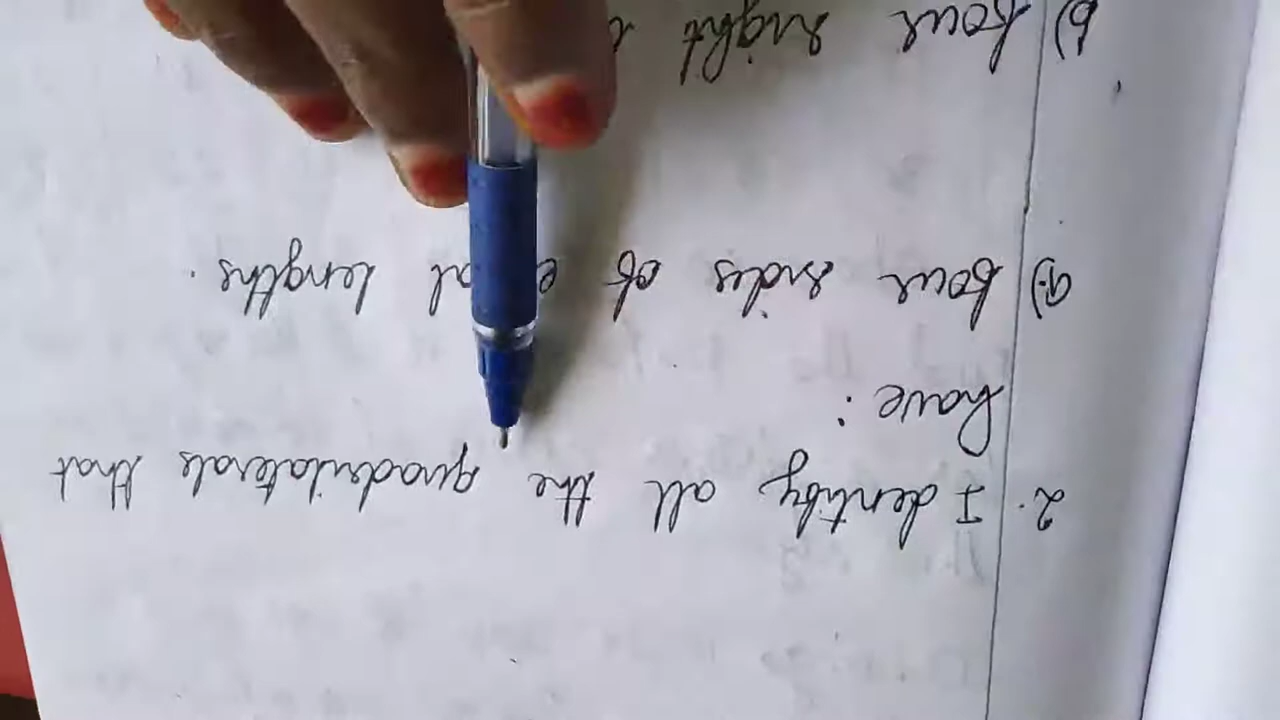 2. Identify all the quadrilaterals that
have :
a.) four sides of lengths.
b) four right